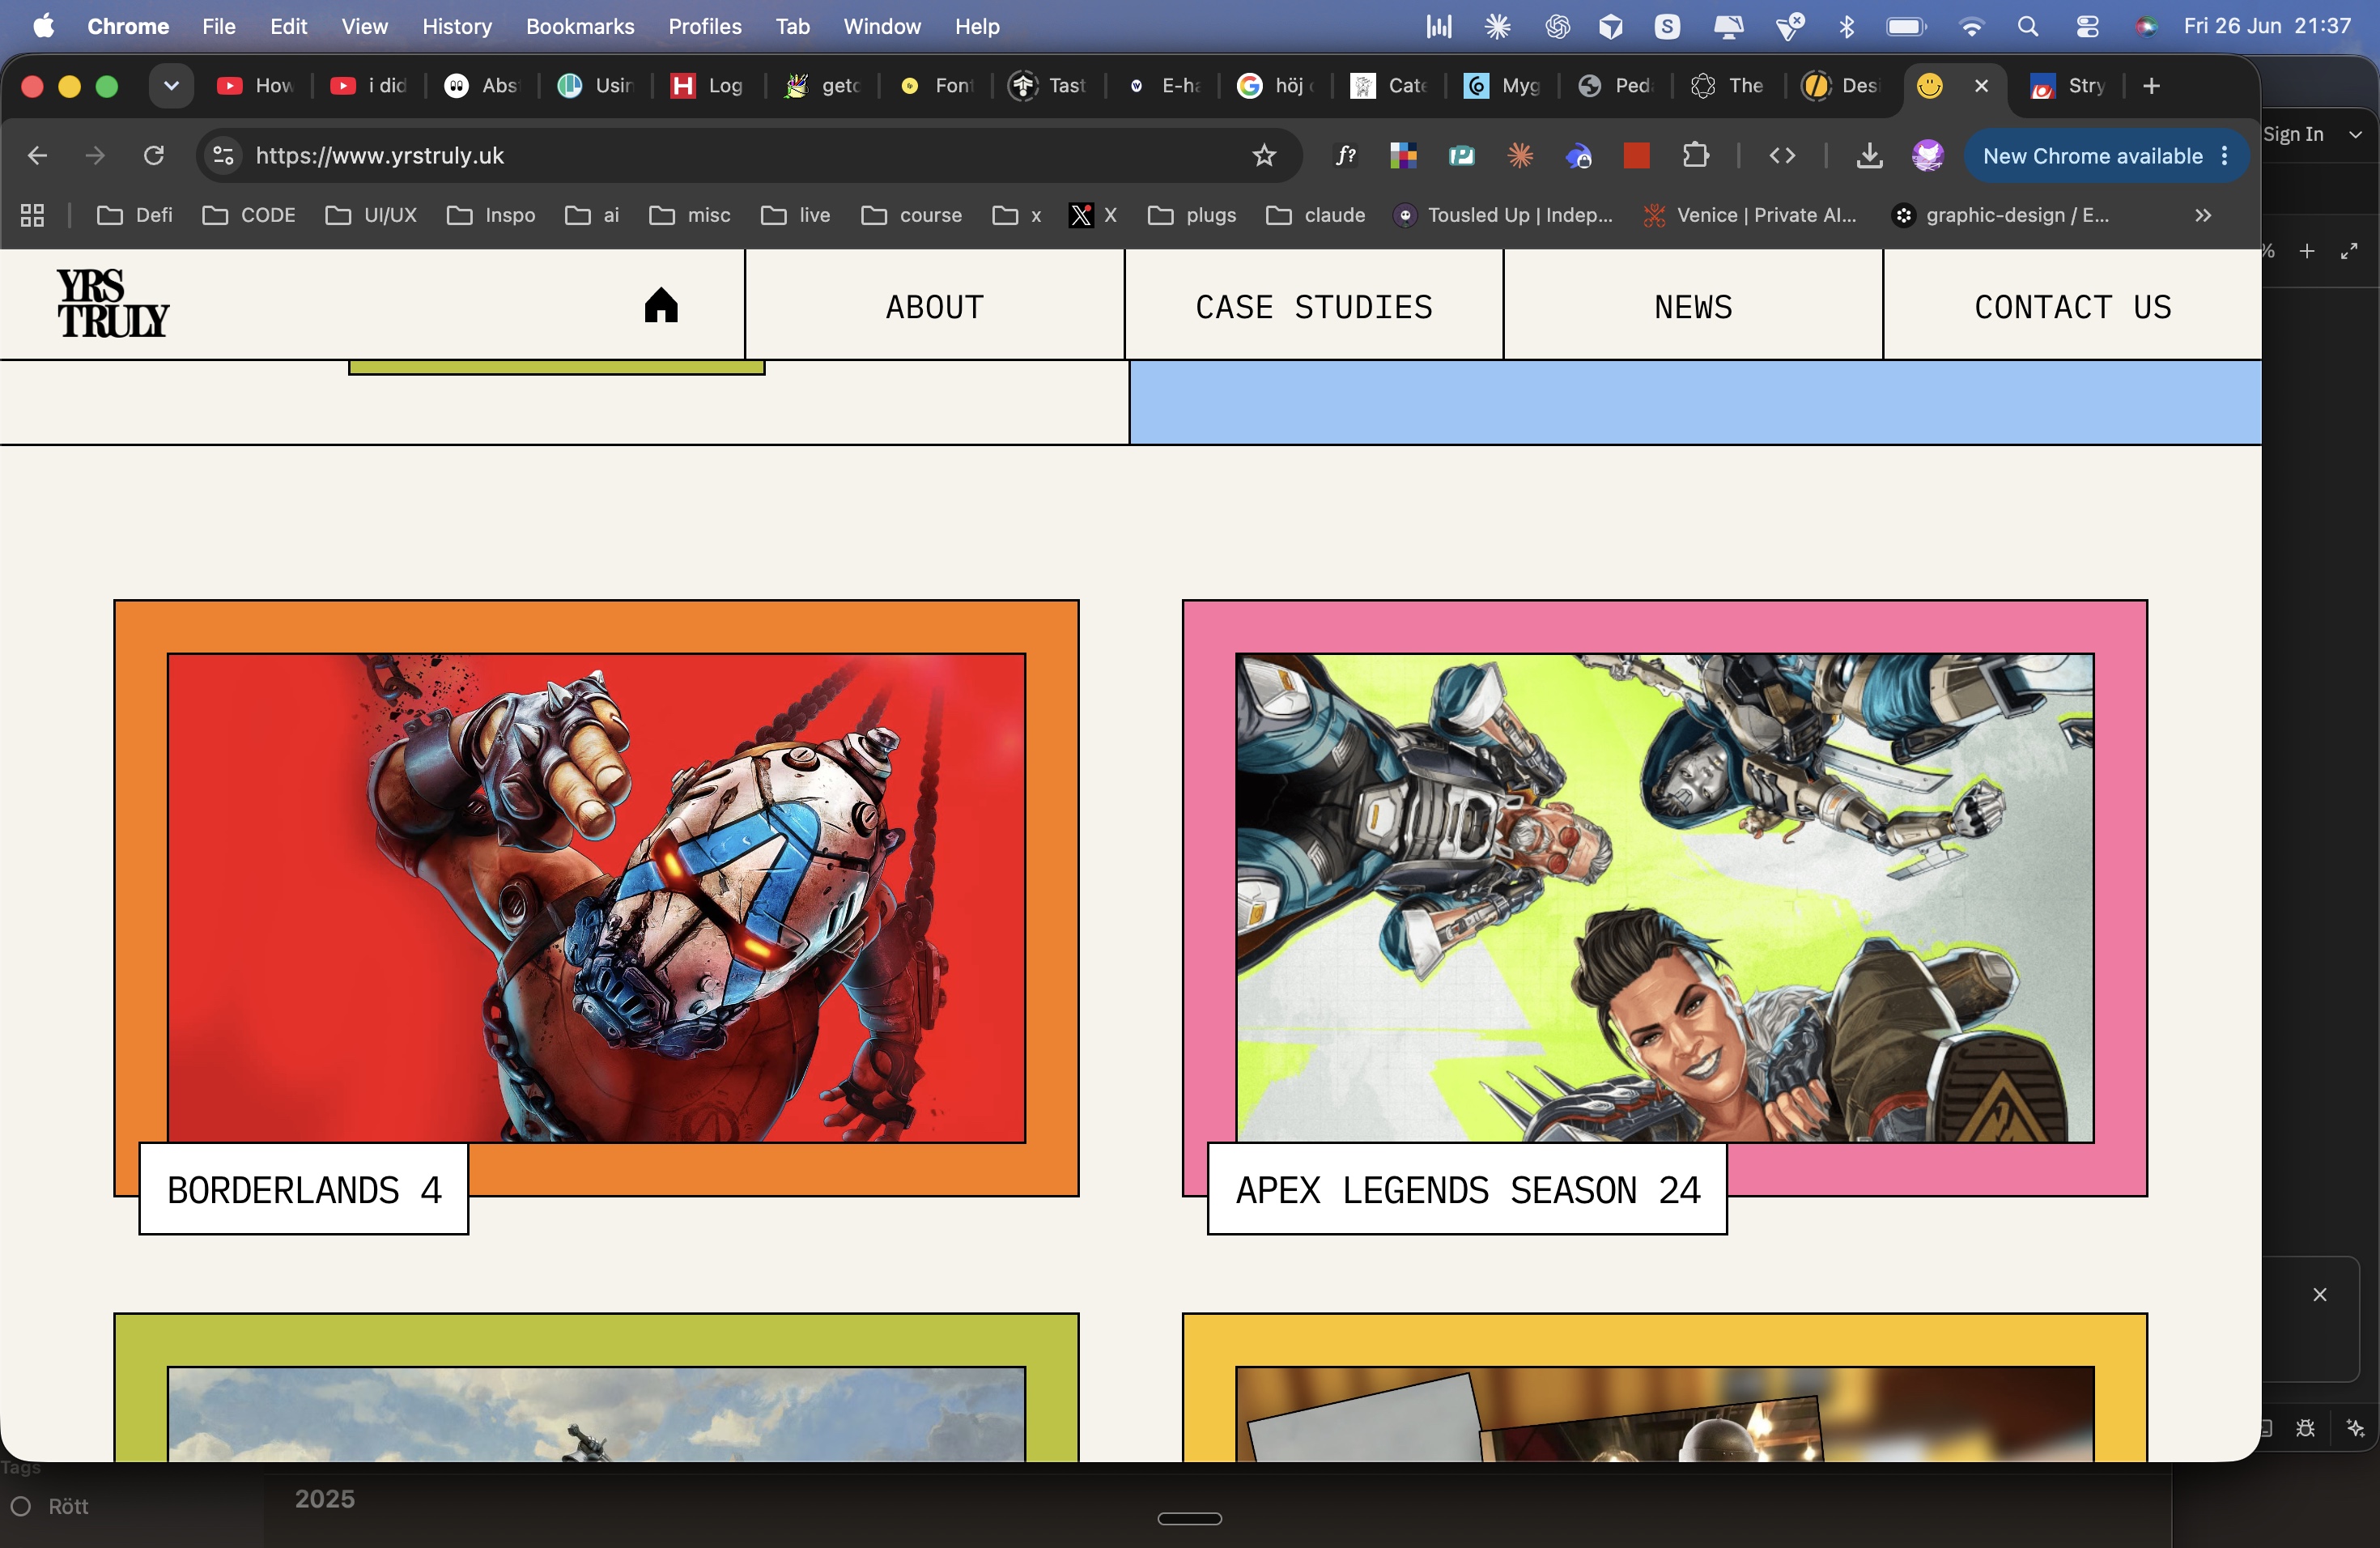 Chrome File Edit View History Bookmarks Profiles Tab Window Help Fri 26 Jun 21:37
How i did Abst Usin Log getc Font Tast E-ha höj Cate Myg Peda The Desi Stry
https://www.yrstruly.uk New Chrome available Sign In
Defi CODE UI/UX Inspo ai misc live course x X plugs claude Tousled Up | Indep... Venice | Private AI... graphic-design / E...
%
YRS
TRULY
ABOUT CASE STUDIES NEWS CONTACT US
BORDERLANDS 4 APEX LEGENDS SEASON 24
Tags
Rött
2025